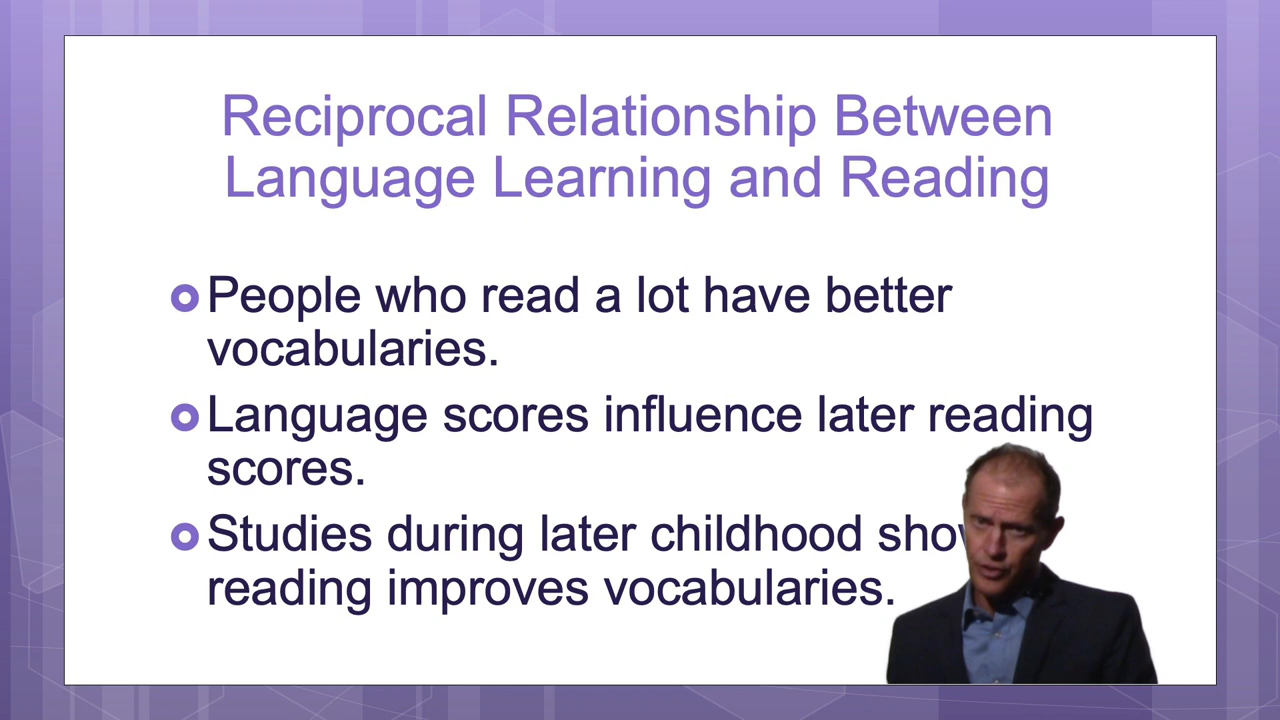 Reciprocal Relationship Between
Language Learning and Reading
People who read a lot have better
vocabularies.
Language scores influence later reading
scores.
Studies during later childhood
reading improves vocabularies.